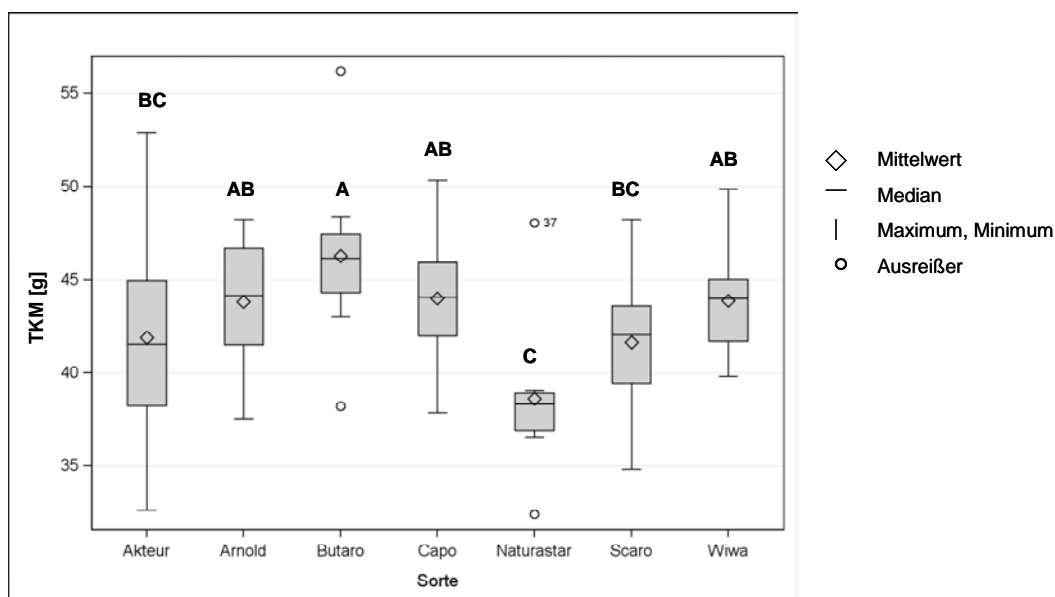 55
50
45
40
35
TKM [g]
BC
AB
A
AB
C
BC
AB
37
Akteur Arnold Butaro Capo Naturastar Scaro Wiwa
Sorte
Mittelwert
Median
Maximum, Minimum
Ausreißer